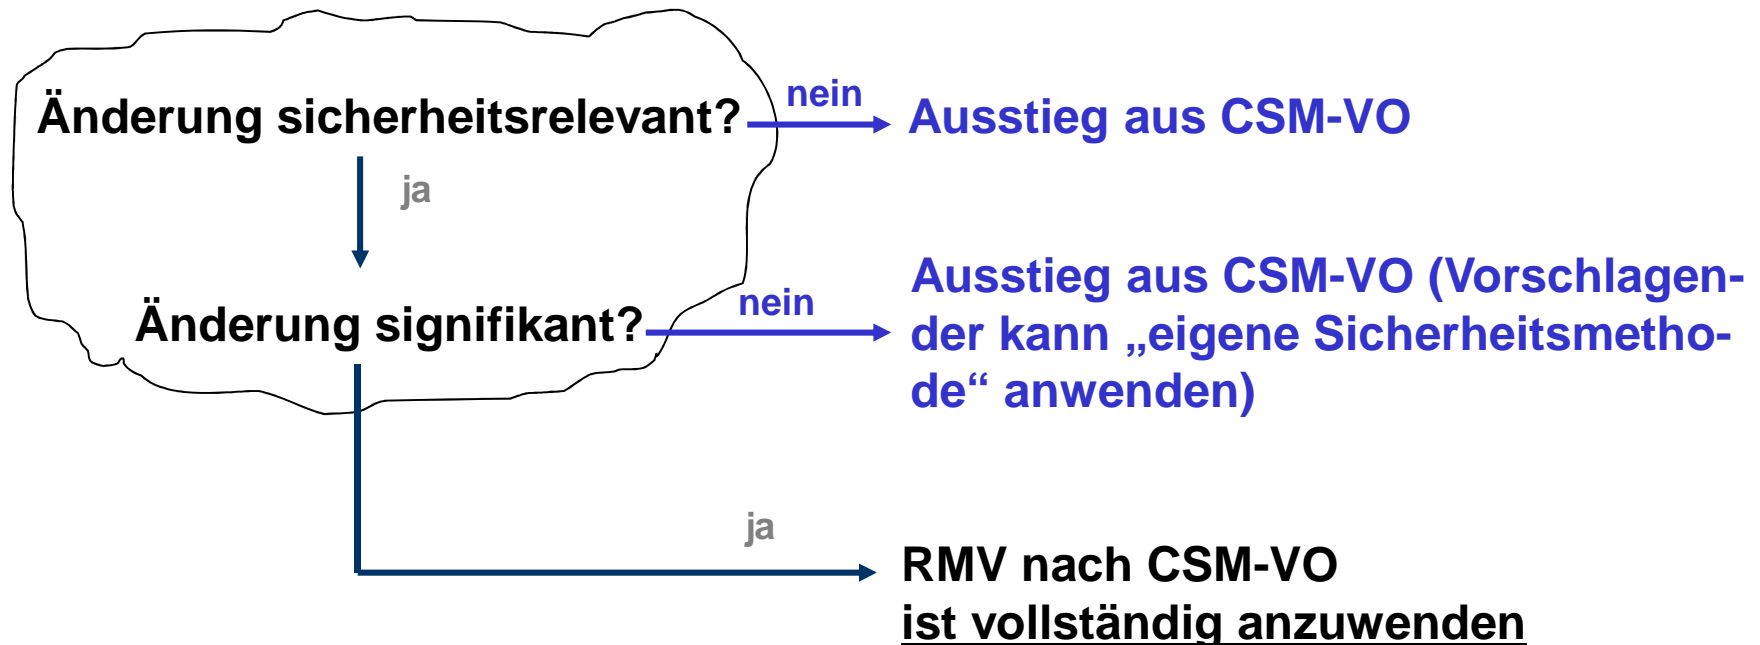 Änderung sicherheitsrelevant?
nein
Ausstieg aus CSM-VO
ja
Änderung signifikant?
nein
Ausstieg aus CSM-VO (Vorschlagen-
der kann „eigene Sicherheitsmetho-
de“ anwenden)
ja
RMV nach CSM-VO
ist vollständig anzuwenden